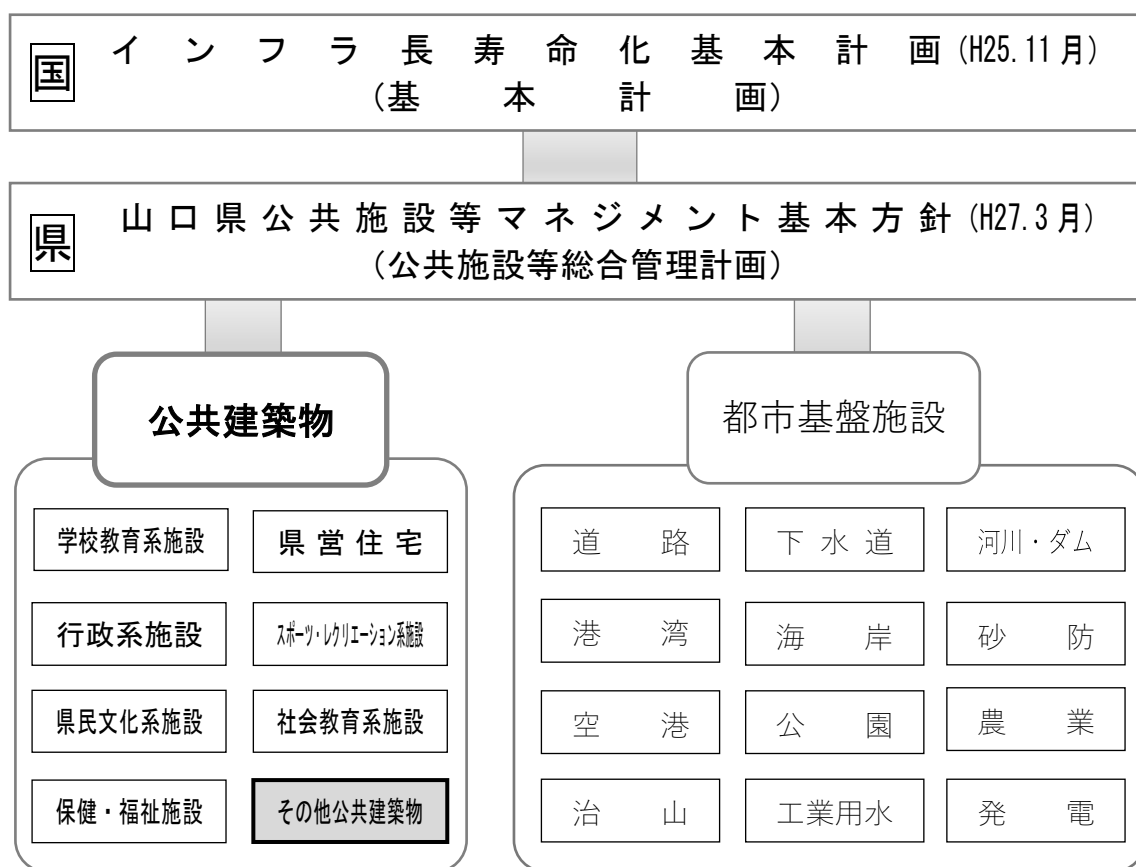 国
インフラ長寿命化基本計画(H25.11月)
(基本計画)
県
山口県公共施設等マネジメント基本方針(H27.3月)
(公共施設等総合管理計画)
公共建築物
都市基盤施設
学校教育系施設 県営住宅
行政系施設 スポーツ・レクリエーション系施設
県民文化系施設 社会教育系施設
保健・福祉施設 その他公共建築物
道路 下水道 河川・ダム
港湾 海岸 砂防
空港 公園 農業
治山 工業用水 発電